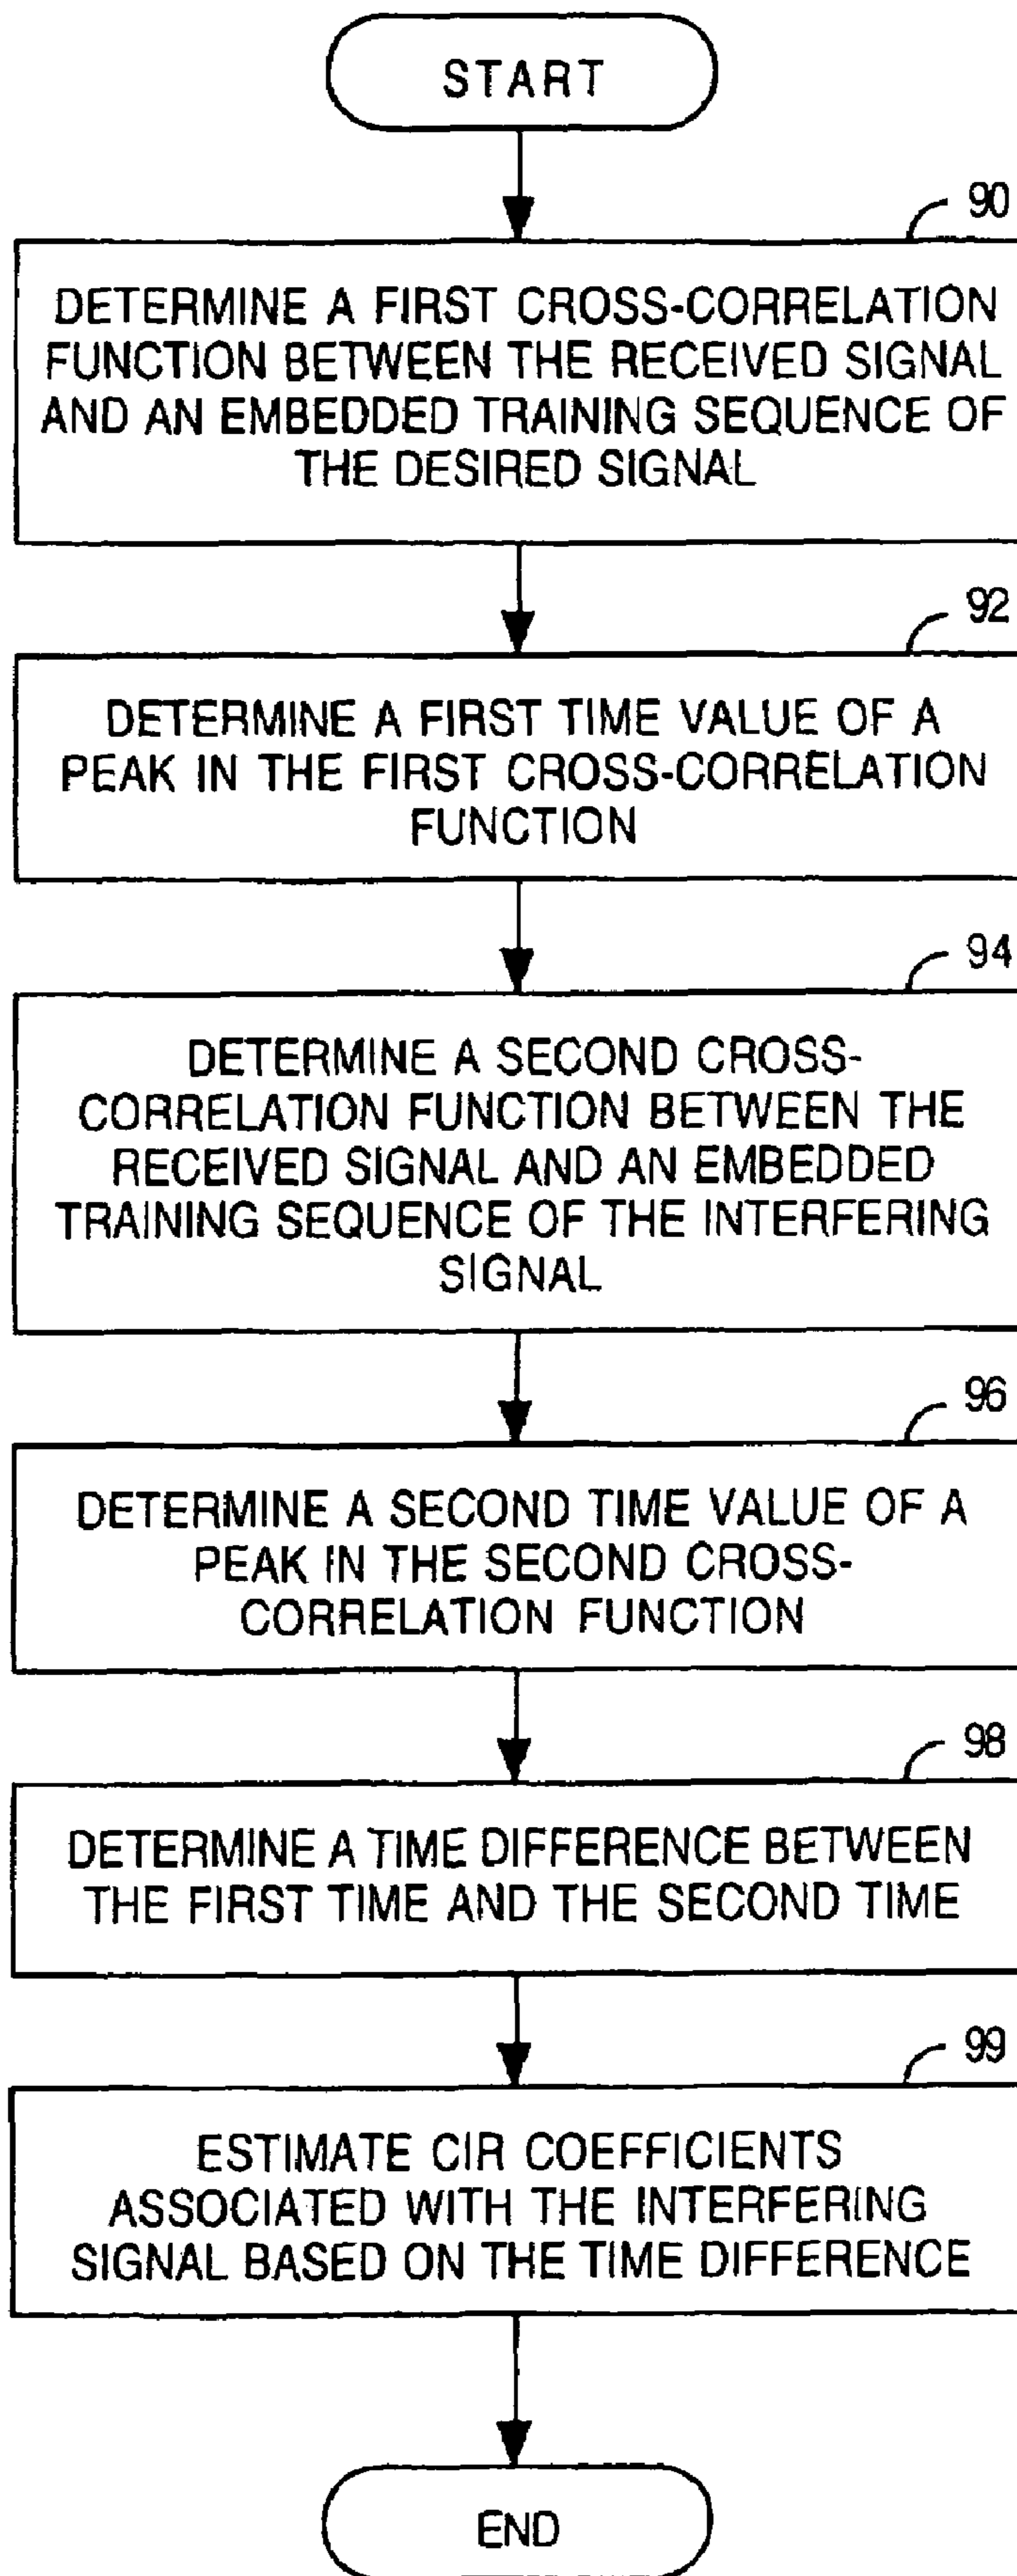 START
90
DETERMINE A FIRST CROSS-CORRELATION
FUNCTION BETWEEN THE RECEIVED SIGNAL
AND AN EMBEDDED TRAINING SEQUENCE OF
THE DESIRED SIGNAL
92
DETERMINE A FIRST TIME VALUE OF A
PEAK IN THE FIRST CROSS-CORRELATION
FUNCTION
94
DETERMINE A SECOND CROSS-
CORRELATION FUNCTION BETWEEN THE
RECEIVED SIGNAL AND AN EMBEDDED
TRAINING SEQUENCE OF THE INTERFERING
SIGNAL
96
DETERMINE A SECOND TIME VALUE OF A
PEAK IN THE SECOND CROSS-
CORRELATION FUNCTION
98
DETERMINE A TIME DIFFERENCE BETWEEN
THE FIRST TIME AND THE SECOND TIME
99
ESTIMATE CIR COEFFICIENTS
ASSOCIATED WITH THE INTERFERING
SIGNAL BASED ON THE TIME DIFFERENCE
END